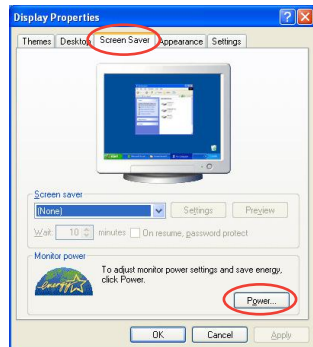 Display Properties
Themes Desktop Screen Saver Appearance Settings
Screen saver
(None) Settings Preview
Wait: 10 minutes On resume, password protect
Monitor power
To adjust monitor power settings and save energy,
click Power.
energy
Power...
OK Cancel Apply